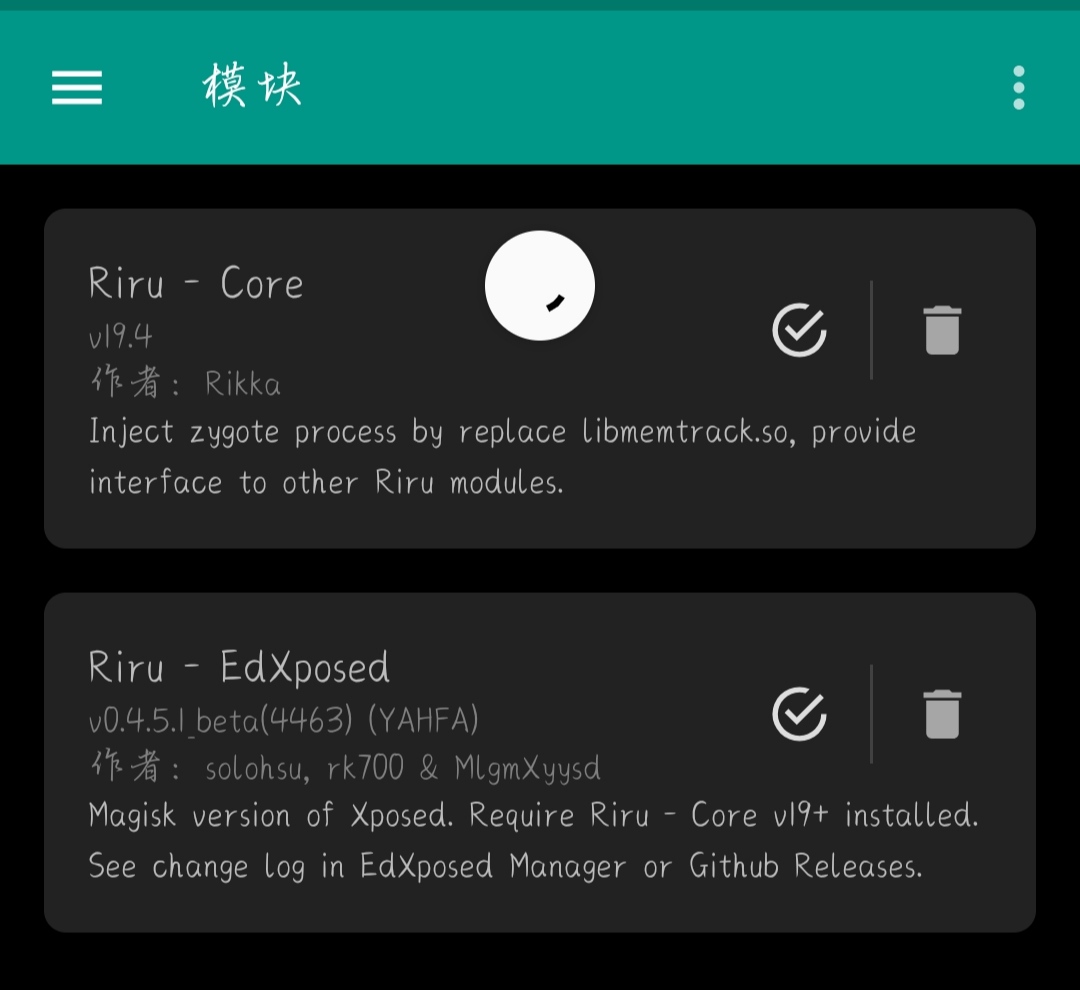 模块
Riru - Core
v19.4
作者: Rikka
Inject zygote process by replace libmemtrack.so, provide
interface to other Riru modules.
Riru - EdXposed
v0.4.5.1_beta(4463) (YAHFA)
作者: solohsu, rk700 & MlgmXyysd
Magisk version of Xposed. Require Riru - Core v19+ installed.
See change log in EdXposed Manager or Github Releases.